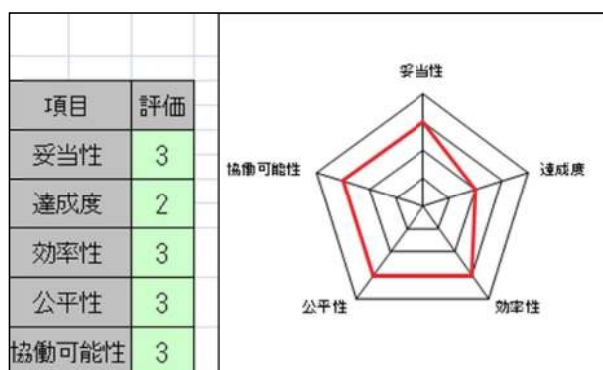 項目 評価
妥当性 3
達成度 2
効率性 3
公平性 3
協働可能性 3
妥当性
協働可能性
達成度
公平性
効率性